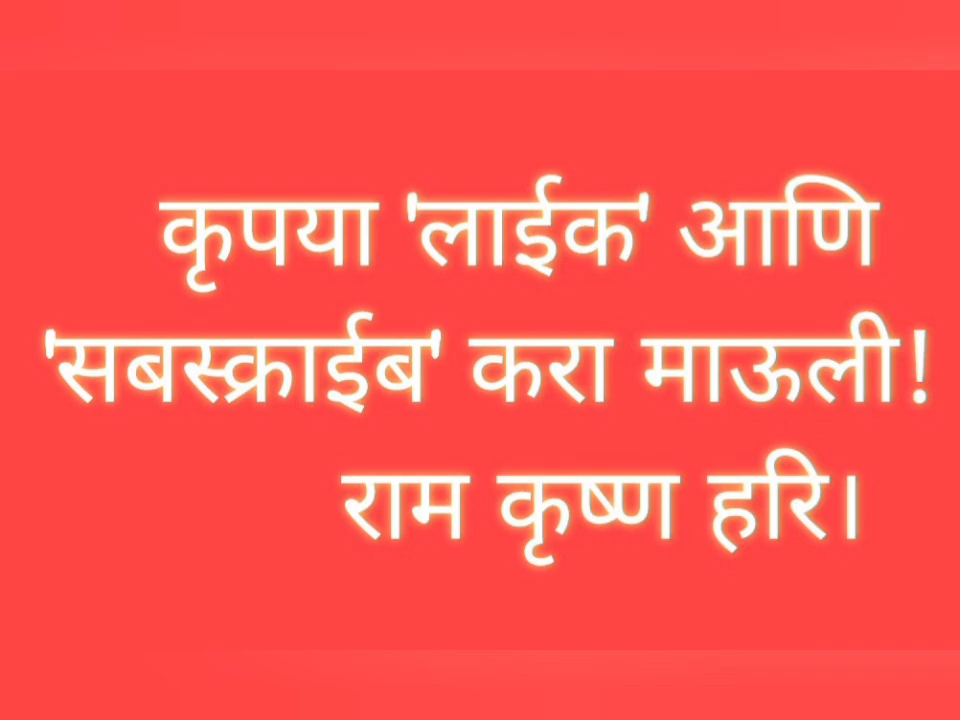 कृपया 'लाईक' आणि
'सबस्क्राईब' करा माऊली!
राम कृष्ण हरि।